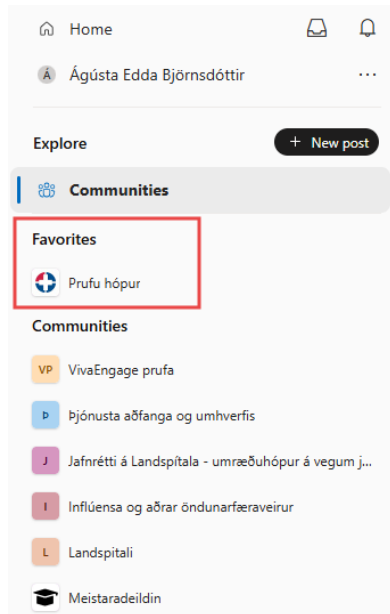 Home
Á Ágústa Edda Björnsdóttir ...
Explore + New post
Communities
Favorites
Prufu hópur
Communities
VP VivaEngage prufa
Þ Þjónusta aðfanga og umhverfis
J Jafnrétti á Landspítala - umræðuhópur á vegum j...
I Inflúensa og aðrar öndunarfæraveirur
L Landspitali
Meistaradeildin